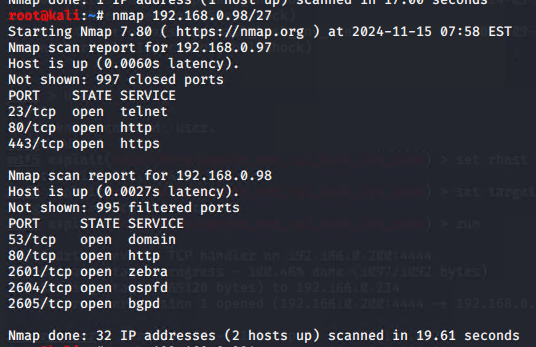 Nmap done: 1 IP address (1 host up) scanned in 17.00 seconds
root@kali:~# nmap 192.168.0.98/27
Starting Nmap 7.80 ( https://nmap.org ) at 2024-11-15 07:58 EST
Nmap scan report for 192.168.0.97
Host is up (0.0060s latency).
Not shown: 997 closed ports
PORT    STATE SERVICE
23/tcp  open  telnet
80/tcp  open  http
443/tcp open  https

Nmap scan report for 192.168.0.98
Host is up (0.0027s latency).
Not shown: 995 filtered ports
PORT     STATE SERVICE
53/tcp   open  domain
80/tcp   open  http
2601/tcp open  zebra
2604/tcp open  ospfd
2605/tcp open  bgpd

Nmap done: 32 IP addresses (2 hosts up) scanned in 19.61 seconds